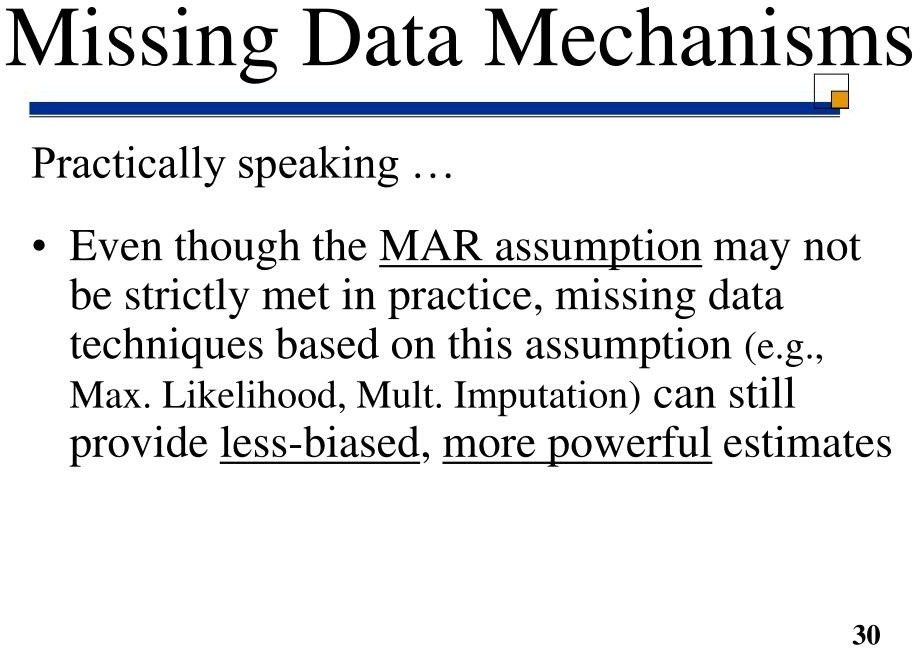 Missing Data Mechanisms
Practically speaking …
• Even though the MAR assumption may not
be strictly met in practice, missing data
techniques based on this assumption (e.g.,
Max. Likelihood, Mult. Imputation) can still
provide less-biased, more powerful estimates
30